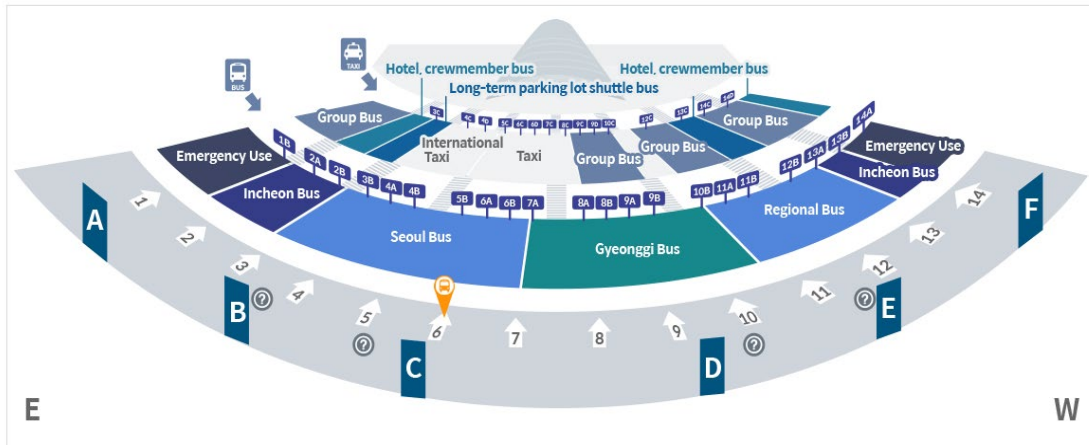 TAXI
BUS
Hotel, crewmember bus
Hotel, crewmember bus
Long-term parking lot shuttle bus
3C
4C
4D
5C
6C
6D
7C
8C
9C
9D
10C
12C
13C
14C
14D
Group Bus
International
Taxi
Taxi
Group Bus
Group Bus
Group Bus
Emergency Use
Incheon Bus
Seoul Bus
Gyeonggi Bus
Regional Bus
Incheon Bus
Emergency Use
1B
2A
2B
3B
4A
4B
5B
6A
6B
7A
8A
8B
9A
9B
10B
11A
11B
12B
13A
13B
14A
A
B
C
D
E
F
1
2
3
?
4
5
?
6
7
8
9
10
?
11
12
?
13
14
E
W